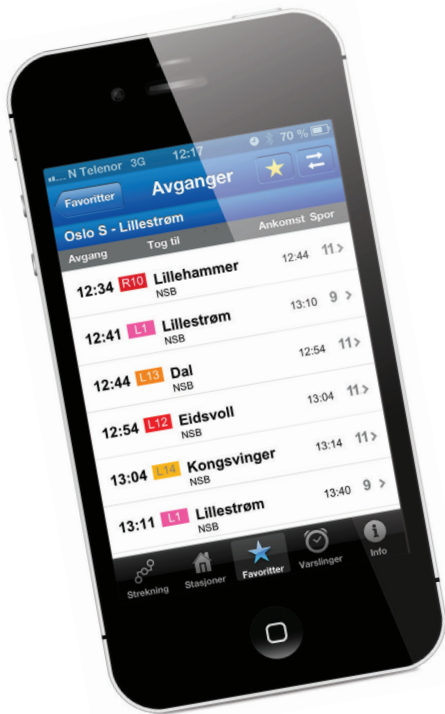 N Telenor 3G 12:17 70 %
Favoritter Avganger
Oslo S - Lillestrøm
Avgang Tog til Ankomst Spor
12:34 R10 Lillehammer 12:44 11
NSB
12:41 L1 Lillestrøm 13:10 9
NSB
12:44 L13 Dal 12:54 11
NSB
12:54 L12 Eidsvoll 13:04 11
NSB
13:04 L14 Kongsvinger 13:14 11
NSB
13:11 L1 Lillestrøm 13:40 9
NSB
Strekning Stasjoner Favoritter Varslinger Info